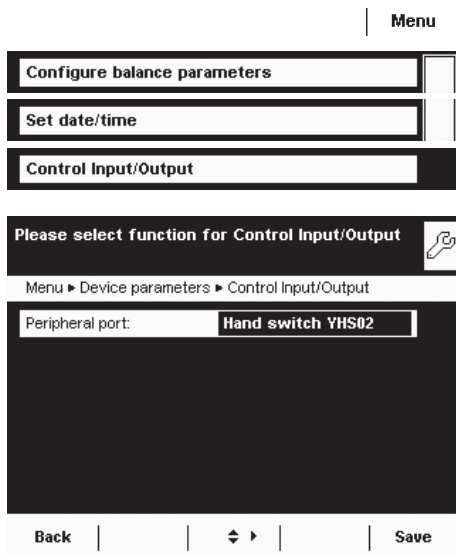 Menu
Configure balance parameters
Set date/time
Control Input/Output
Please select function for Control Input/Output
Menu ▸ Device parameters ▸ Control Input/Output
Peripheral port: Hand switch YHS02
Back Save